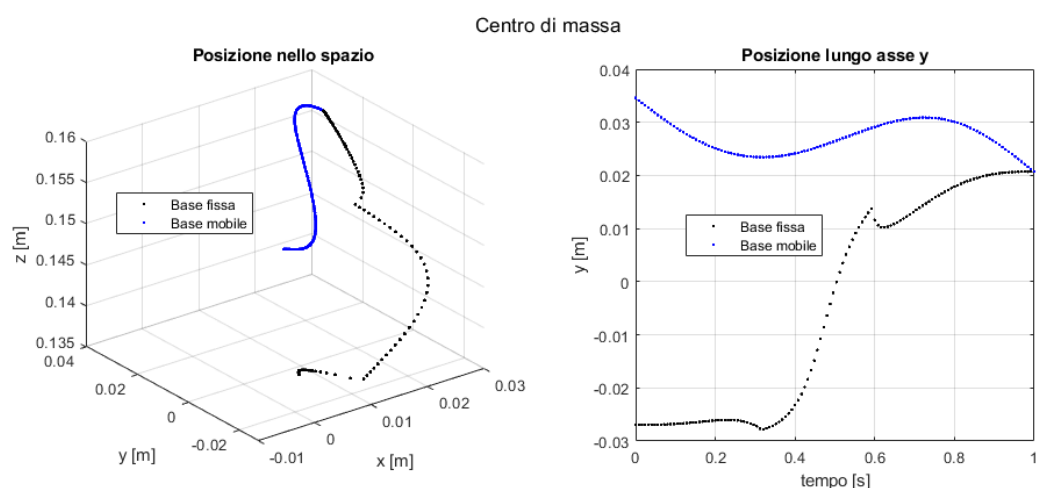 Centro di massa
Posizione nello spazio
0.16
0.155
0.15
0.145
0.14
0.135
z [m]
Base fissa
Base mobile
0.04
0.02
0
-0.02
y [m]
-0.01
0
0.01
0.02
0.03
x [m]
Posizione lungo asse y
0.04
0.03
0.02
0.01
0
-0.01
-0.02
-0.03
y [m]
Base fissa
Base mobile
0
0.2
0.4
0.6
0.8
1
tempo [s]